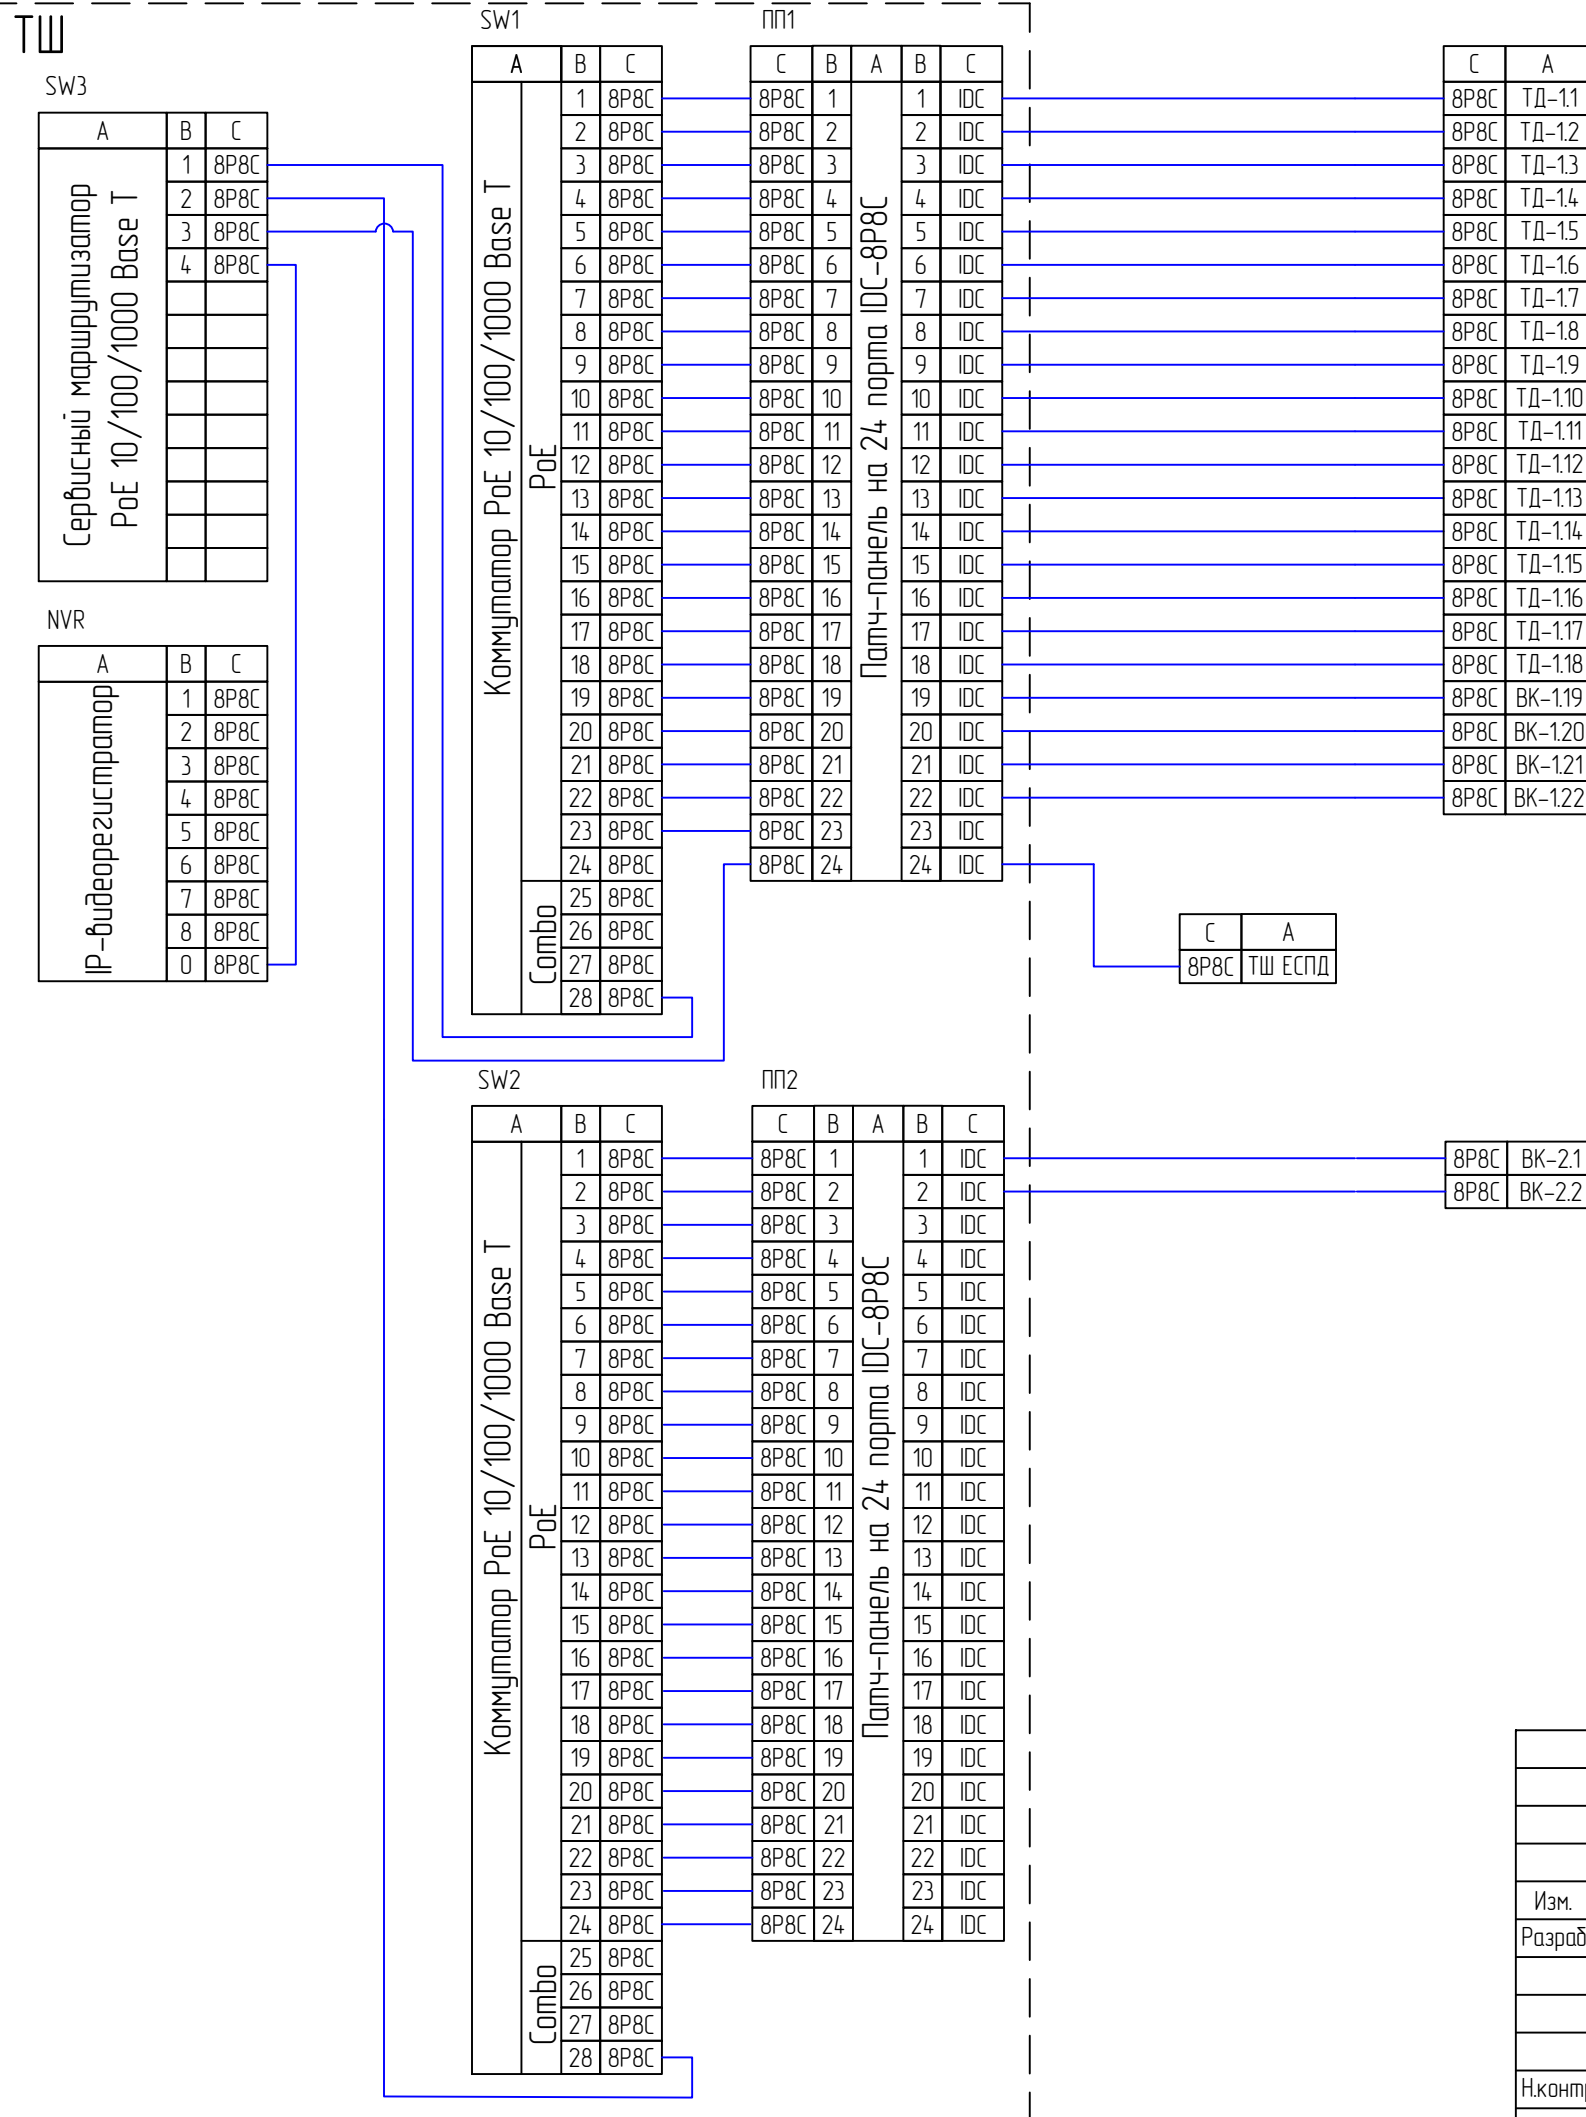 ТШ
SW3
A B C
1 8P8C
2 8P8C
3 8P8C
4 8P8C
Сервисный маршрутизатор
PoE 10/100/1000 Base T
NVR
A B C
1 8P8C
2 8P8C
3 8P8C
4 8P8C
5 8P8C
6 8P8C
7 8P8C
8 8P8C
0 8P8C
IP-видеорегистратор
SW1
A B C
1 8P8C
2 8P8C
3 8P8C
4 8P8C
5 8P8C
6 8P8C
7 8P8C
8 8P8C
9 8P8C
10 8P8C
11 8P8C
12 8P8C
13 8P8C
14 8P8C
15 8P8C
16 8P8C
17 8P8C
18 8P8C
19 8P8C
20 8P8C
21 8P8C
22 8P8C
23 8P8C
24 8P8C
25 8P8C
26 8P8C
27 8P8C
28 8P8C
Коммутатор PoE 10/100/1000 Base T
PoE
Combo
ПП1
C B A B C
8P8C 1 1 IDC
8P8C 2 2 IDC
8P8C 3 3 IDC
8P8C 4 4 IDC
8P8C 5 5 IDC
8P8C 6 6 IDC
8P8C 7 7 IDC
8P8C 8 8 IDC
8P8C 9 9 IDC
8P8C 10 10 IDC
8P8C 11 11 IDC
8P8C 12 12 IDC
8P8C 13 13 IDC
8P8C 14 14 IDC
8P8C 15 15 IDC
8P8C 16 16 IDC
8P8C 17 17 IDC
8P8C 18 18 IDC
8P8C 19 19 IDC
8P8C 20 20 IDC
8P8C 21 21 IDC
8P8C 22 22 IDC
8P8C 23 23 IDC
8P8C 24 24 IDC
Патч-панель на 24 порта IDC-8P8C
C A
8P8C ТД-1.1
8P8C ТД-1.2
8P8C ТД-1.3
8P8C ТД-1.4
8P8C ТД-1.5
8P8C ТД-1.6
8P8C ТД-1.7
8P8C ТД-1.8
8P8C ТД-1.9
8P8C ТД-1.10
8P8C ТД-1.11
8P8C ТД-1.12
8P8C ТД-1.13
8P8C ТД-1.14
8P8C ТД-1.15
8P8C ТД-1.16
8P8C ТД-1.17
8P8C ТД-1.18
8P8C ВК-1.19
8P8C ВК-1.20
8P8C ВК-1.21
8P8C ВК-1.22
C A
8P8C ТШ ЕСПД
SW2
A B C
1 8P8C
2 8P8C
3 8P8C
4 8P8C
5 8P8C
6 8P8C
7 8P8C
8 8P8C
9 8P8C
10 8P8C
11 8P8C
12 8P8C
13 8P8C
14 8P8C
15 8P8C
16 8P8C
17 8P8C
18 8P8C
19 8P8C
20 8P8C
21 8P8C
22 8P8C
23 8P8C
24 8P8C
25 8P8C
26 8P8C
27 8P8C
28 8P8C
Коммутатор PoE 10/100/1000 Base T
PoE
Combo
ПП2
C B A B C
8P8C 1 1 IDC
8P8C 2 2 IDC
8P8C 3 3 IDC
8P8C 4 4 IDC
8P8C 5 5 IDC
8P8C 6 6 IDC
8P8C 7 7 IDC
8P8C 8 8 IDC
8P8C 9 9 IDC
8P8C 10 10 IDC
8P8C 11 11 IDC
8P8C 12 12 IDC
8P8C 13 13 IDC
8P8C 14 14 IDC
8P8C 15 15 IDC
8P8C 16 16 IDC
8P8C 17 17 IDC
8P8C 18 18 IDC
8P8C 19 19 IDC
8P8C 20 20 IDC
8P8C 21 21 IDC
8P8C 22 22 IDC
8P8C 23 23 IDC
8P8C 24 24 IDC
Патч-панель на 24 порта IDC-8P8C
8P8C ВК-2.1
8P8C ВК-2.2
Изм.
Разраб
Н.контр